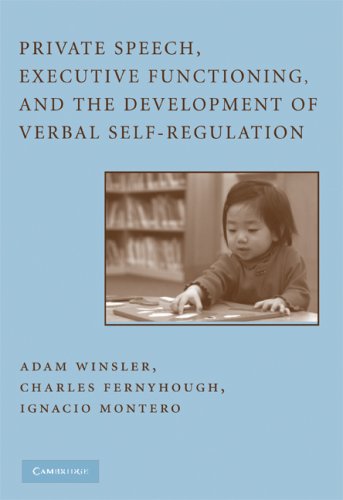 PRIVATE SPEECH,
EXECUTIVE FUNCTIONING,
AND THE DEVELOPMENT OF
VERBAL SELF-REGULATION
ADAM WINSLER,
CHARLES FERNYHOUGH,
IGNACIO MONTERO
CAMBRIDGE